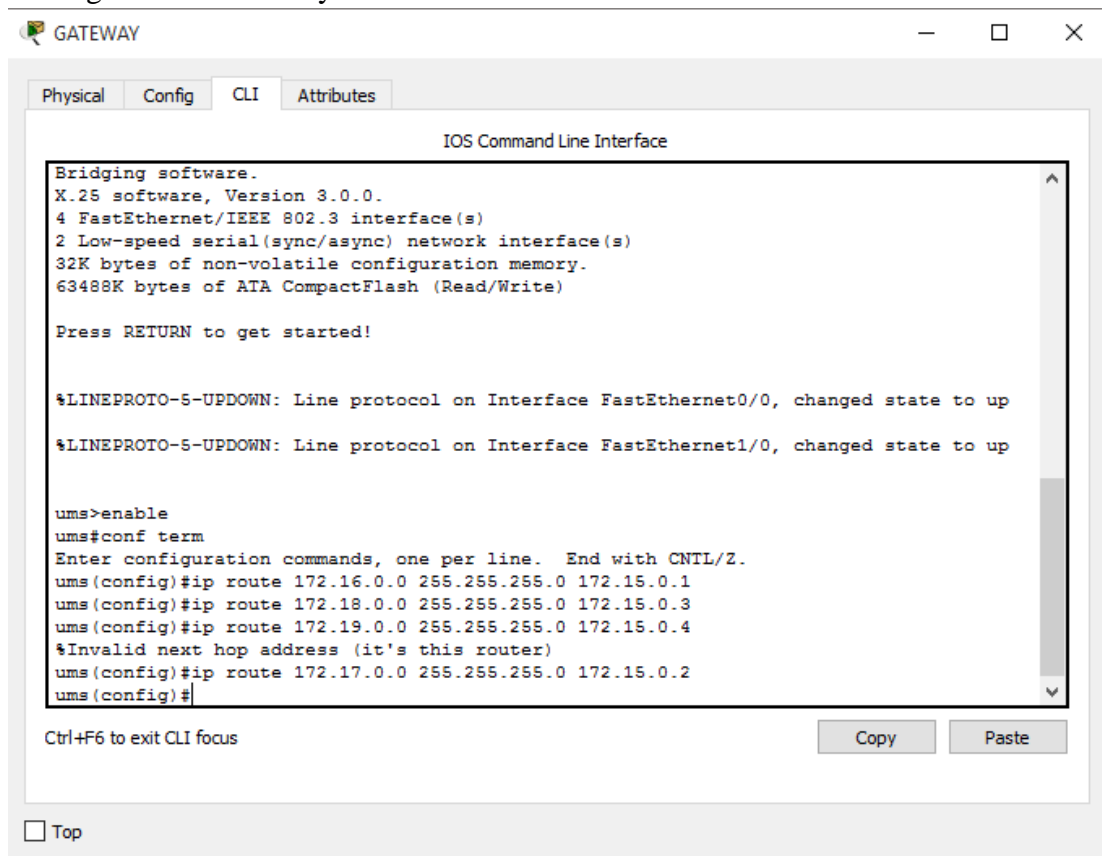 GATEWAY
Physical Config CLI Attributes
IOS Command Line Interface
Bridging software.
X.25 software, Version 3.0.0.
4 FastEthernet/IEEE 802.3 interface(s)
2 Low-speed serial(sync/async) network interface(s)
32K bytes of non-volatile configuration memory.
63488K bytes of ATA CompactFlash (Read/Write)
Press RETURN to get started!
%LINEPROTO-5-UPDOWN: Line protocol on Interface FastEthernet0/0, changed state to up
%LINEPROTO-5-UPDOWN: Line protocol on Interface FastEthernet1/0, changed state to up
ums>enable
ums#conf term
Enter configuration commands, one per line.  End with CNTL/Z.
ums(config)#ip route 172.16.0.0 255.255.255.0 172.15.0.1
ums(config)#ip route 172.18.0.0 255.255.255.0 172.15.0.3
ums(config)#ip route 172.19.0.0 255.255.255.0 172.15.0.4
%Invalid next hop address (it's this router)
ums(config)#ip route 172.17.0.0 255.255.255.0 172.15.0.2
ums(config)#
Ctrl+F6 to exit CLI focus
Copy Paste
Top